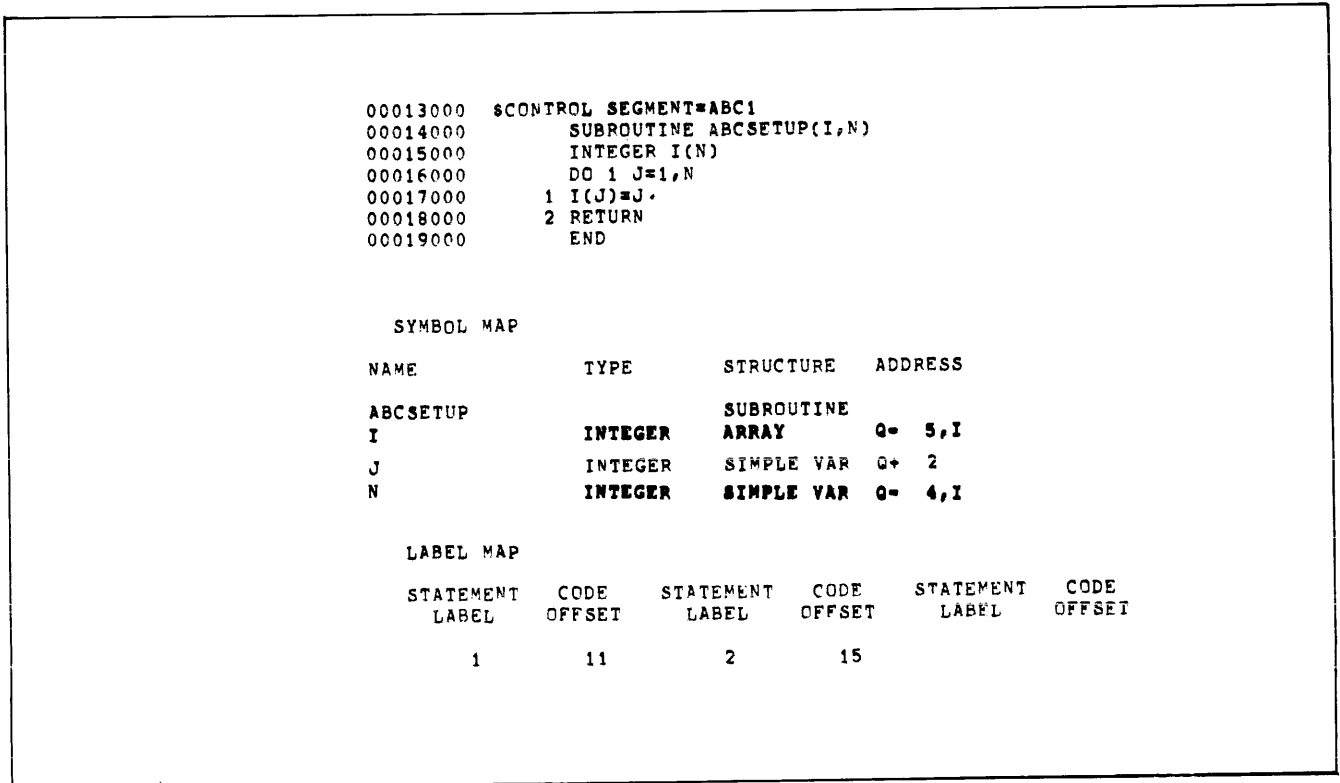 00013000 $CONTROL SEGMENT=ABC1
00014000 SUBROUTINE ABCSETUP(I,N)
00015000 INTEGER I(N)
00016000 DO 1 J=1,N
00017000 1 I(J)=J.
00018000 2 RETURN
00019000 END
SYMBOL MAP
NAME TYPE STRUCTURE ADDRESS
ABCSETUP SUBROUTINE
I INTEGER ARRAY Q- 5,I
J INTEGER SIMPLE VAR Q+ 2
N INTEGER SIMPLE VAR Q- 4,I
LABEL MAP
STATEMENT CODE STATEMENT CODE STATEMENT CODE
LABEL OFFSET LABEL OFFSET LABEL OFFSET
1 11 2 15